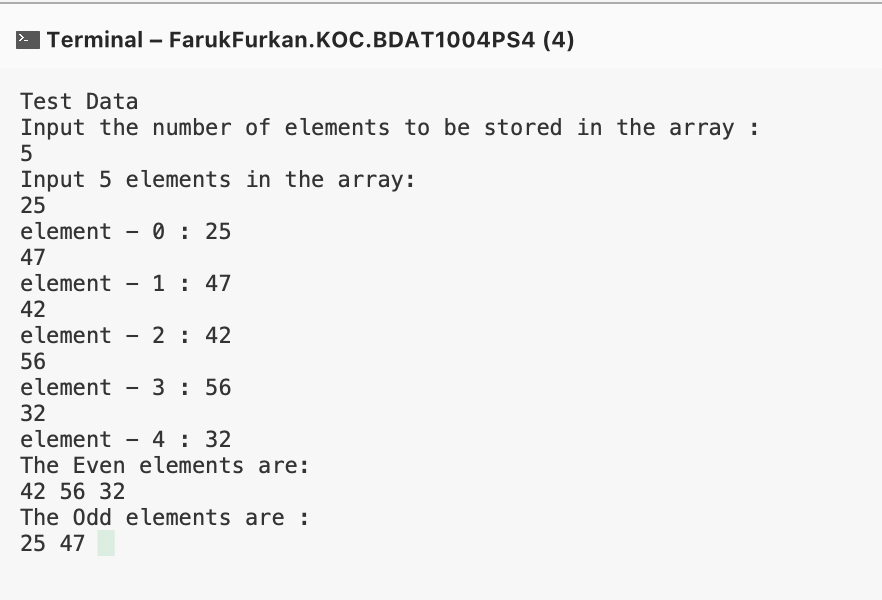 Terminal – FarukFurkan.KOC.BDAT1004PS4 (4)
Test Data
Input the number of elements to be stored in the array :
5
Input 5 elements in the array:
25
element – 0 : 25
47
element – 1 : 47
42
element – 2 : 42
56
element – 3 : 56
32
element – 4 : 32
The Even elements are:
42 56 32
The Odd elements are :
25 47